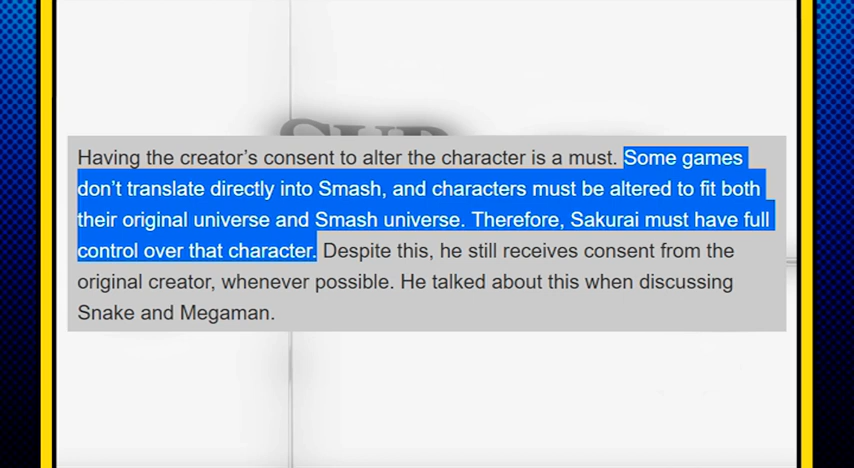 Having the creator’s consent to alter the character is a must. Some games
don’t translate directly into Smash, and characters must be altered to fit both
their original universe and Smash universe. Therefore, Sakurai must have full
control over that character. Despite this, he still receives consent from the
original creator, whenever possible. He talked about this when discussing
Snake and Megaman.